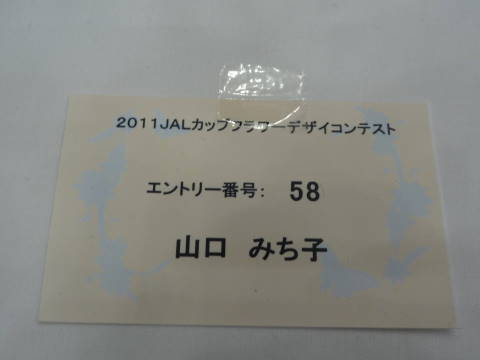 2011JALカップフラワーデザイコンテスト
エントリー番号: 58
山口 みち子